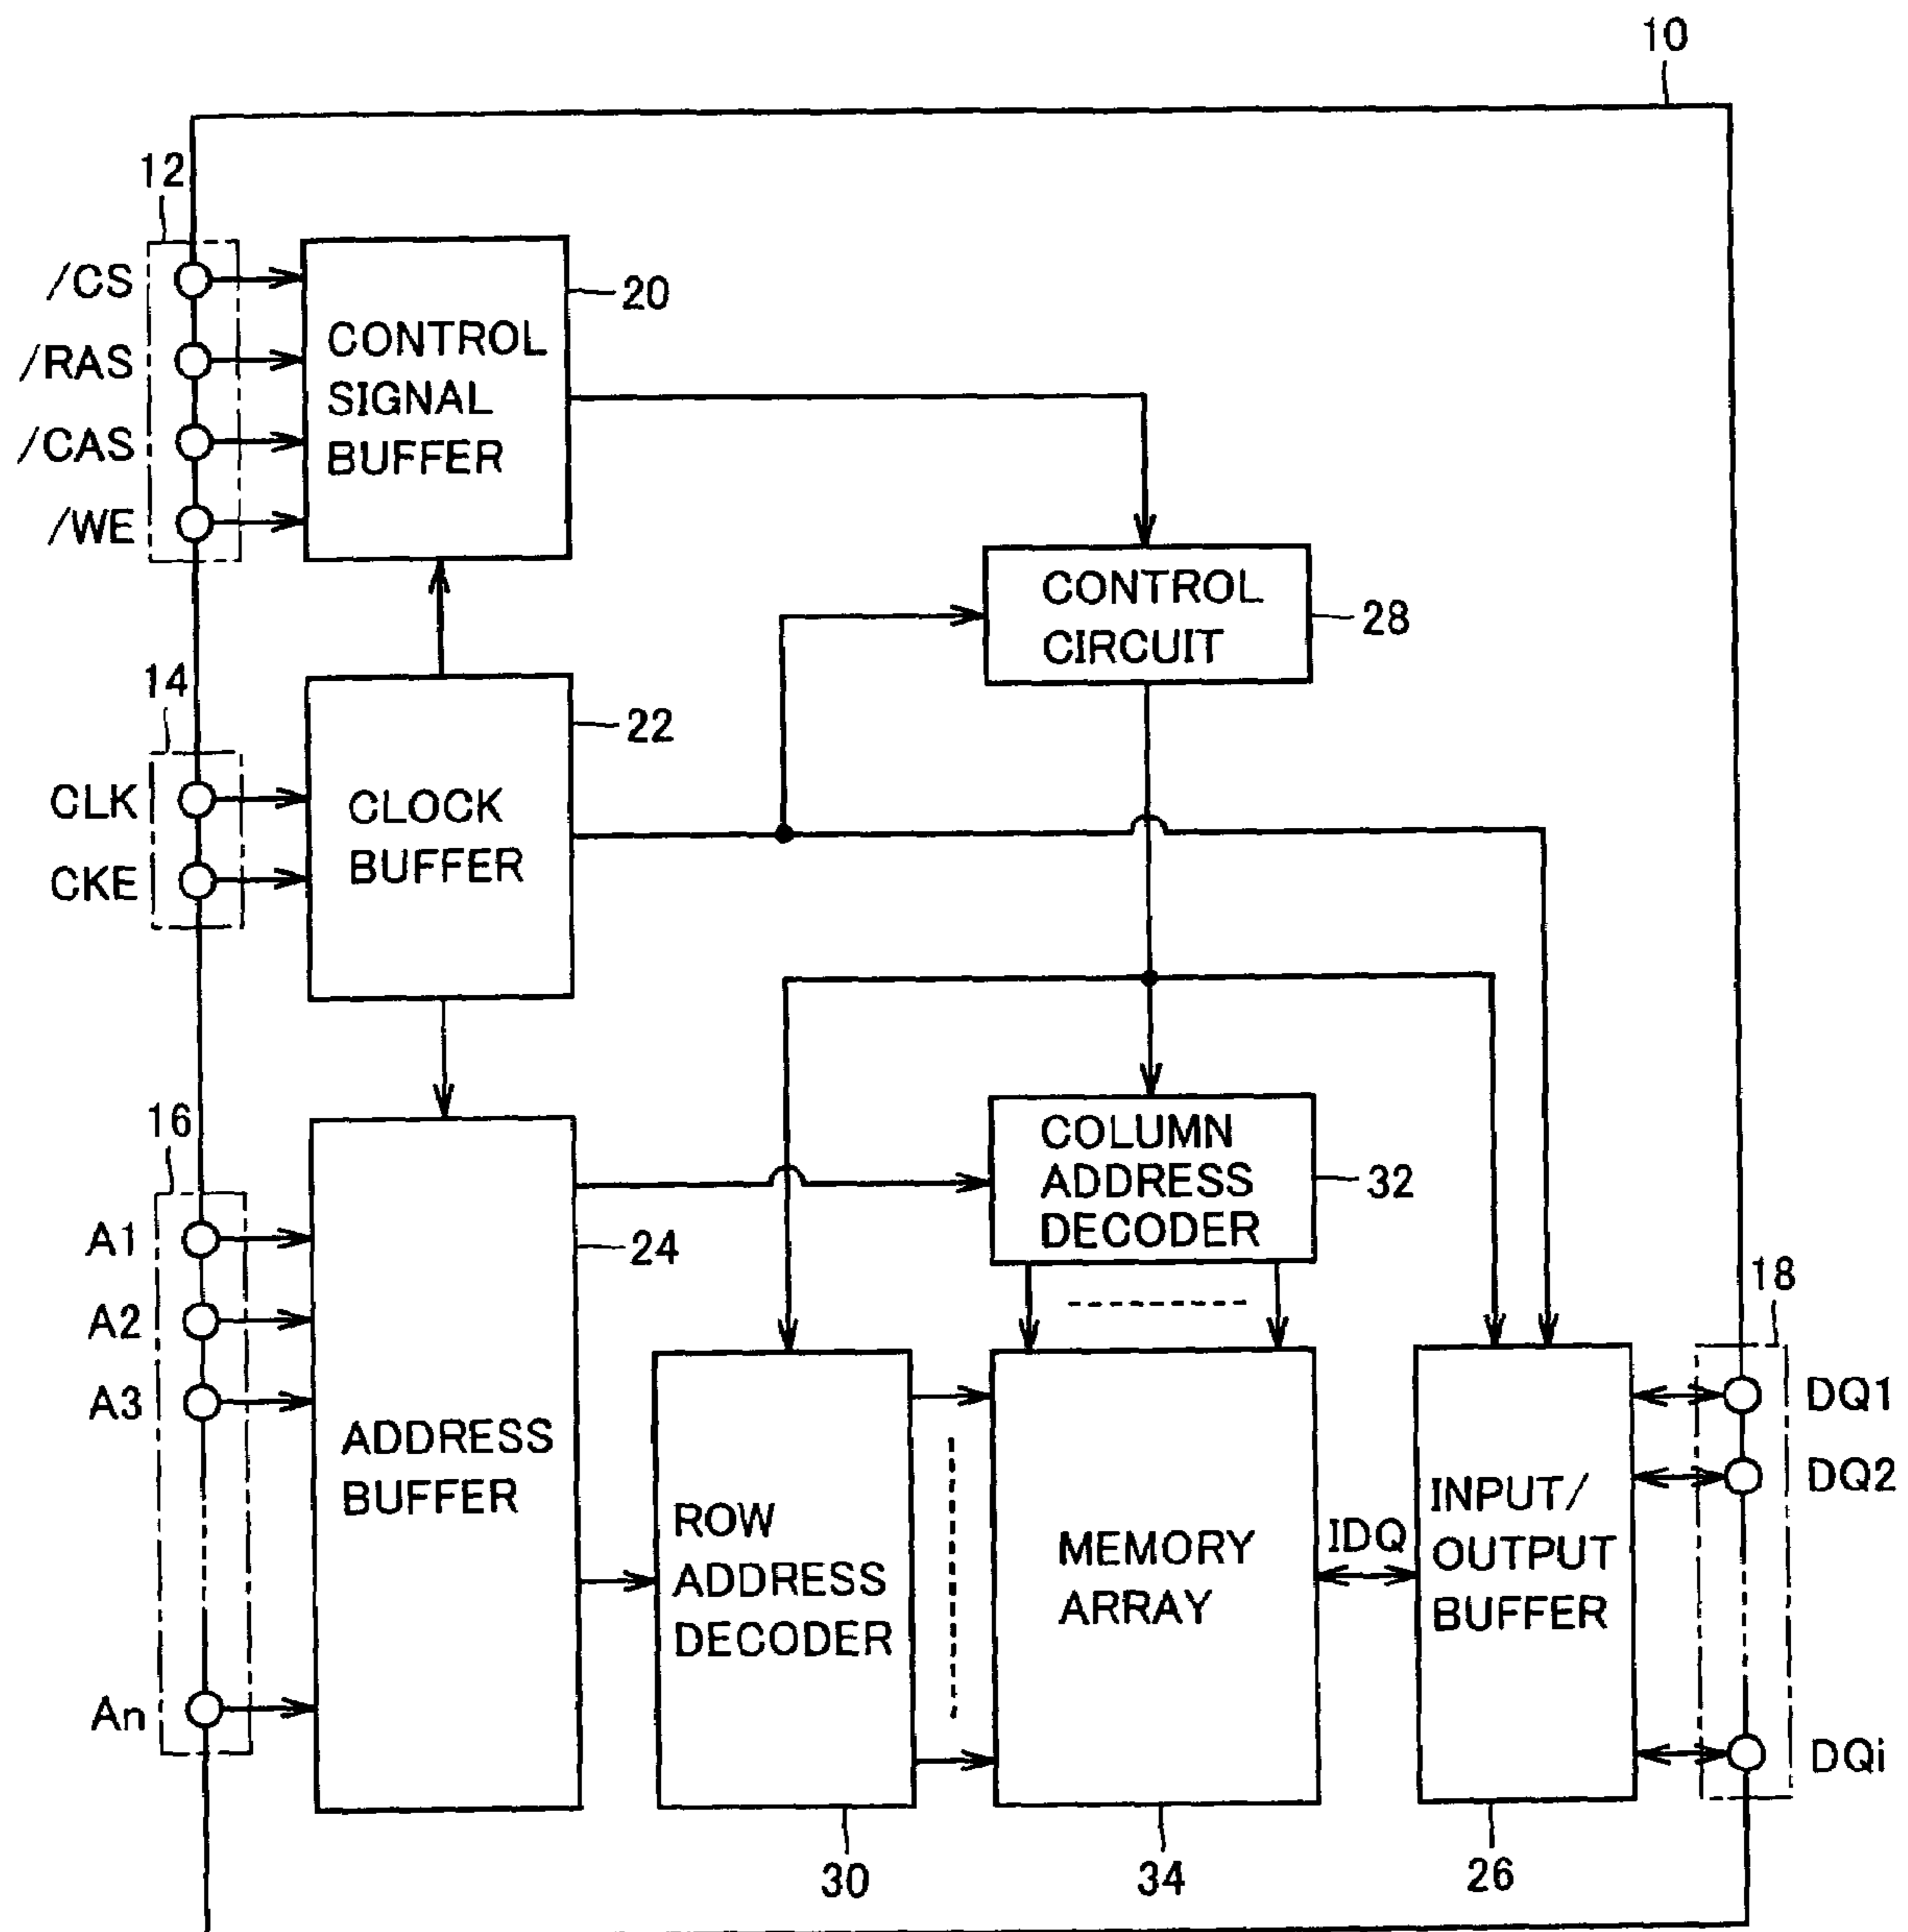 10
12
/CS
/RAS
/CAS
/WE
CONTROL
SIGNAL
BUFFER
20
CONTROL
CIRCUIT
28
14
CLK
CKE
CLOCK
BUFFER
22
16
A1
A2
A3
An
ADDRESS
BUFFER
24
COLUMN
ADDRESS
DECODER
32
ROW
ADDRESS
DECODER
30
MEMORY
ARRAY
34
IDQ
INPUT/
OUTPUT
BUFFER
26
18
DQ1
DQ2
DQi